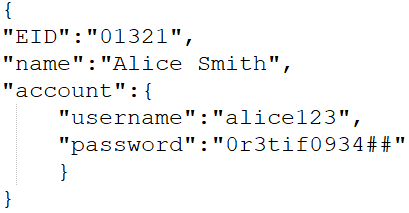 {
"EID":"01321",
"name":"Alice Smith",
"account":{
"username":"alice123",
"password":"0r3tif0934##"
}
}